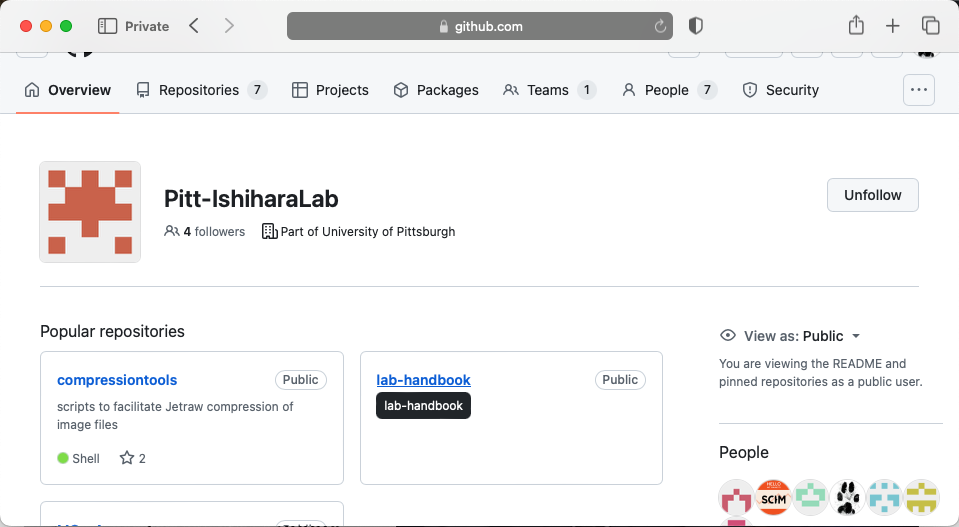 Private
github.com
Overview Repositories 7 Projects Packages Teams 1 People 7 Security
Pitt-IshiharaLab
Unfollow
4 followers Part of University of Pittsburgh
Popular repositories
View as: Public
You are viewing the README and
pinned repositories as a public user.
compressiontools Public
scripts to facilitate Jetraw compression of
image files
Shell 2
lab-handbook Public
lab-handbook
People
HELLO
SCIM